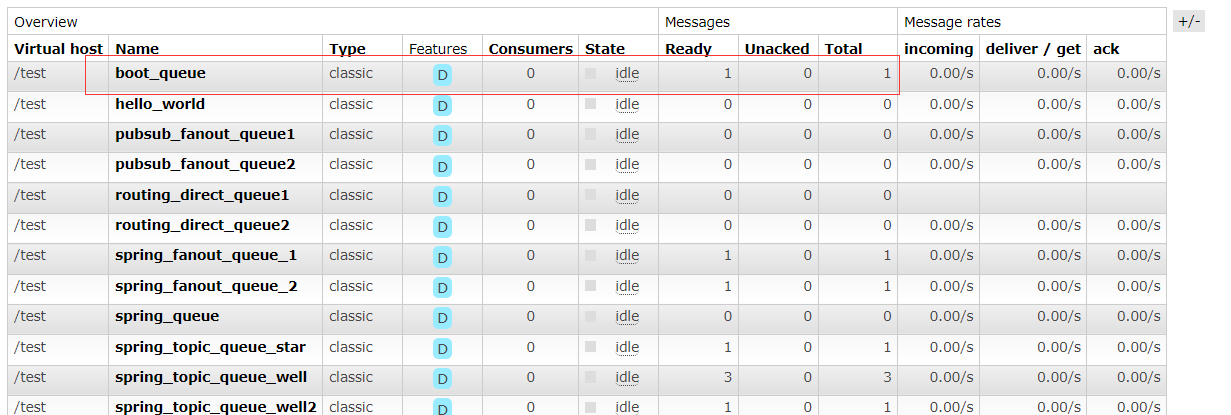 Overview Messages Message rates +/-
Virtual host Name Type Features Consumers State Ready Unacked Total incoming deliver / get ack
/test boot_queue classic D 0 idle 1 0 1 0.00/s 0.00/s 0.00/s
/test hello_world classic D 0 idle 0 0 0 0.00/s 0.00/s 0.00/s
/test pubsub_fanout_queue1 classic D 0 idle 0 0 0 0.00/s 0.00/s 0.00/s
/test pubsub_fanout_queue2 classic D 0 idle 0 0 0 0.00/s 0.00/s 0.00/s
/test routing_direct_queue1 classic D 0 idle 0 0 0
/test routing_direct_queue2 classic D 0 idle 0 0 0 0.00/s 0.00/s 0.00/s
/test spring_fanout_queue_1 classic D 0 idle 1 0 1 0.00/s 0.00/s 0.00/s
/test spring_fanout_queue_2 classic D 0 idle 1 0 1 0.00/s 0.00/s 0.00/s
/test spring_queue classic D 0 idle 0 0 0 0.00/s 0.00/s 0.00/s
/test spring_topic_queue_star classic D 0 idle 1 0 1 0.00/s 0.00/s 0.00/s
/test spring_topic_queue_well classic D 0 idle 3 0 3 0.00/s 0.00/s 0.00/s
/test spring_topic_queue_well2 classic D 0 idle 1 0 1 0.00/s 0.00/s 0.00/s